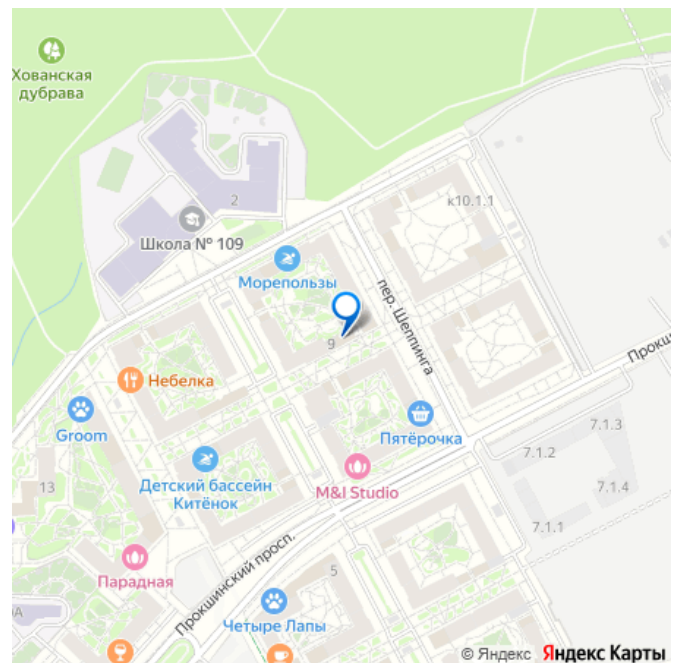 Хованская
дубрава
2
к10.1.1
Школа № 109
Морепользы
пер. Шеппинга
9
Прокш
Небелка
Groom
Пятёрочка
7.1.3
7.1.2
Детский бассейн
Китёнок
M&I Studio
7.1.4
13
7.1.1
Прокшинский просп.
Парадная
5
Четыре Лапы
© Яндекс Яндекс Карты